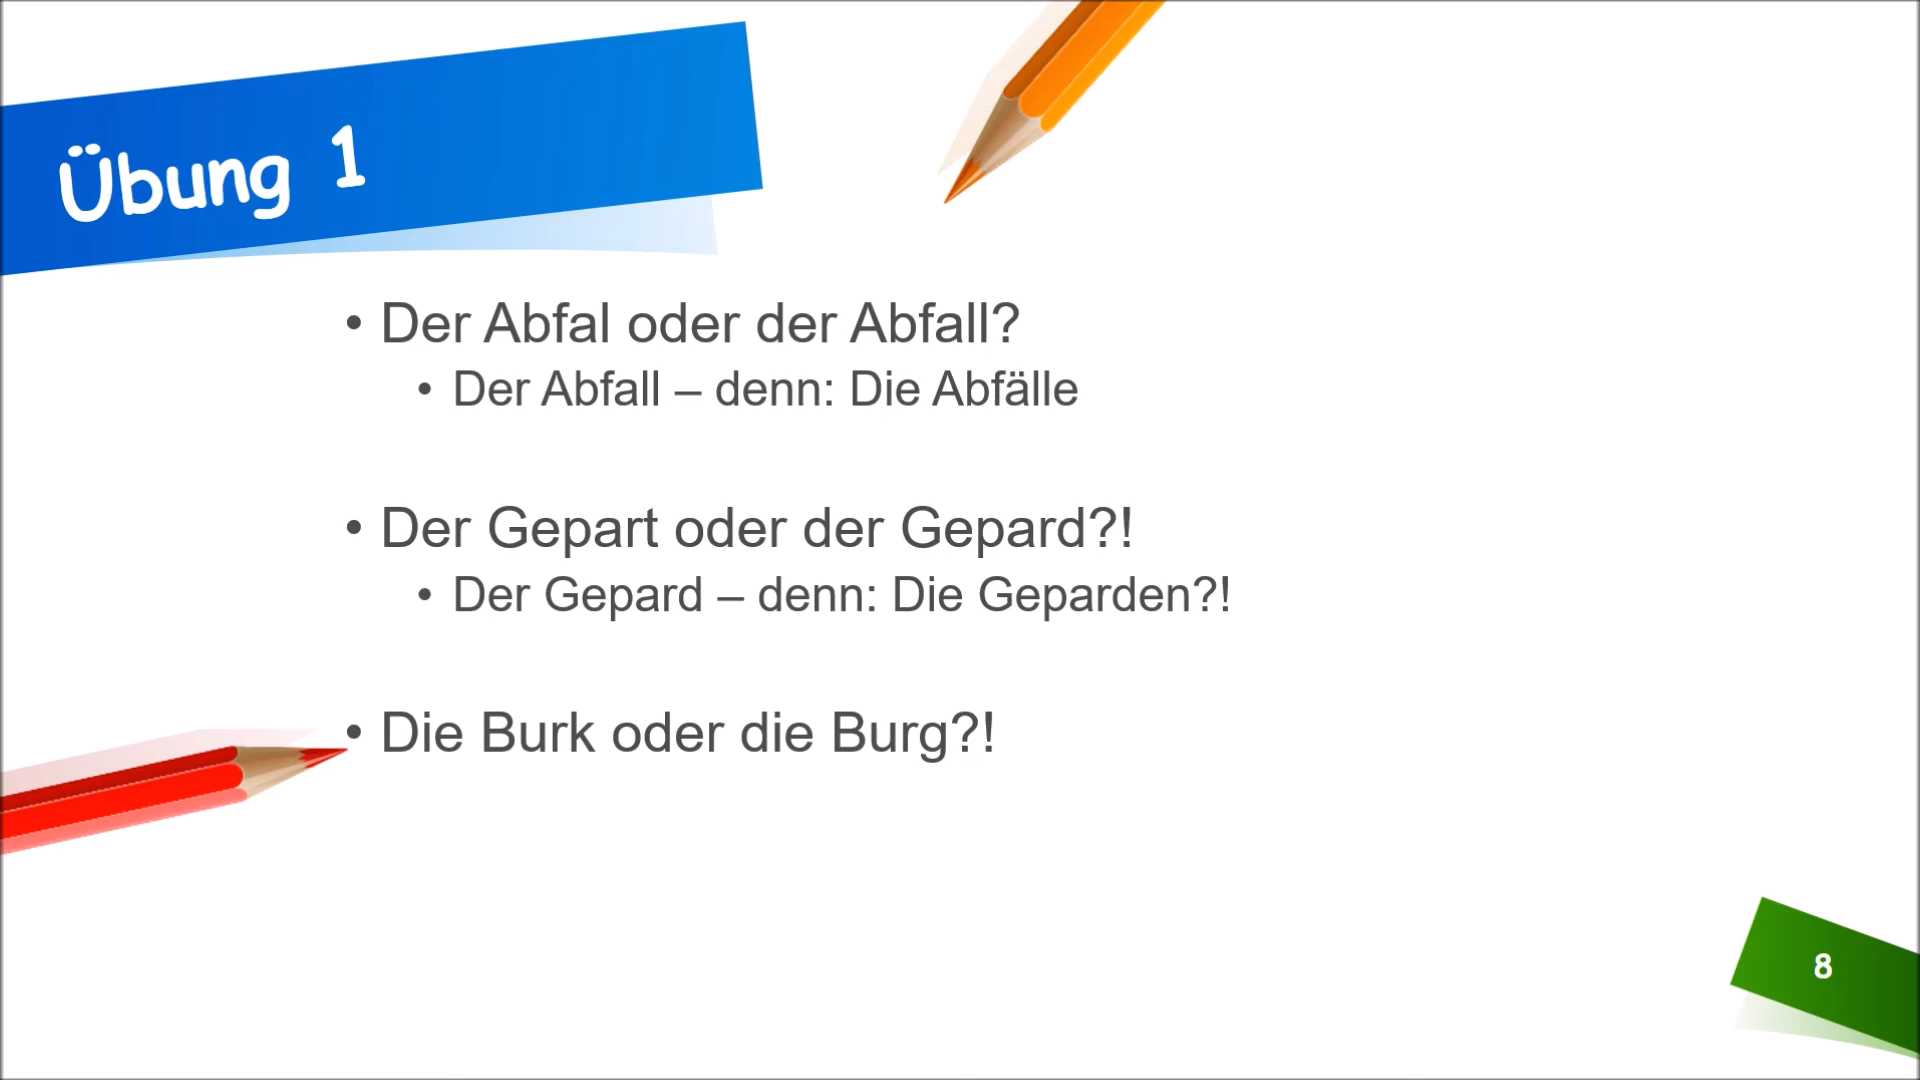 Übung 1
• Der Abfal oder der Abfall?
• Der Abfall – denn: Die Abfälle
• Der Gepart oder der Gepard?!
• Der Gepard – denn: Die Geparden?!
• Die Burk oder die Burg?!
8